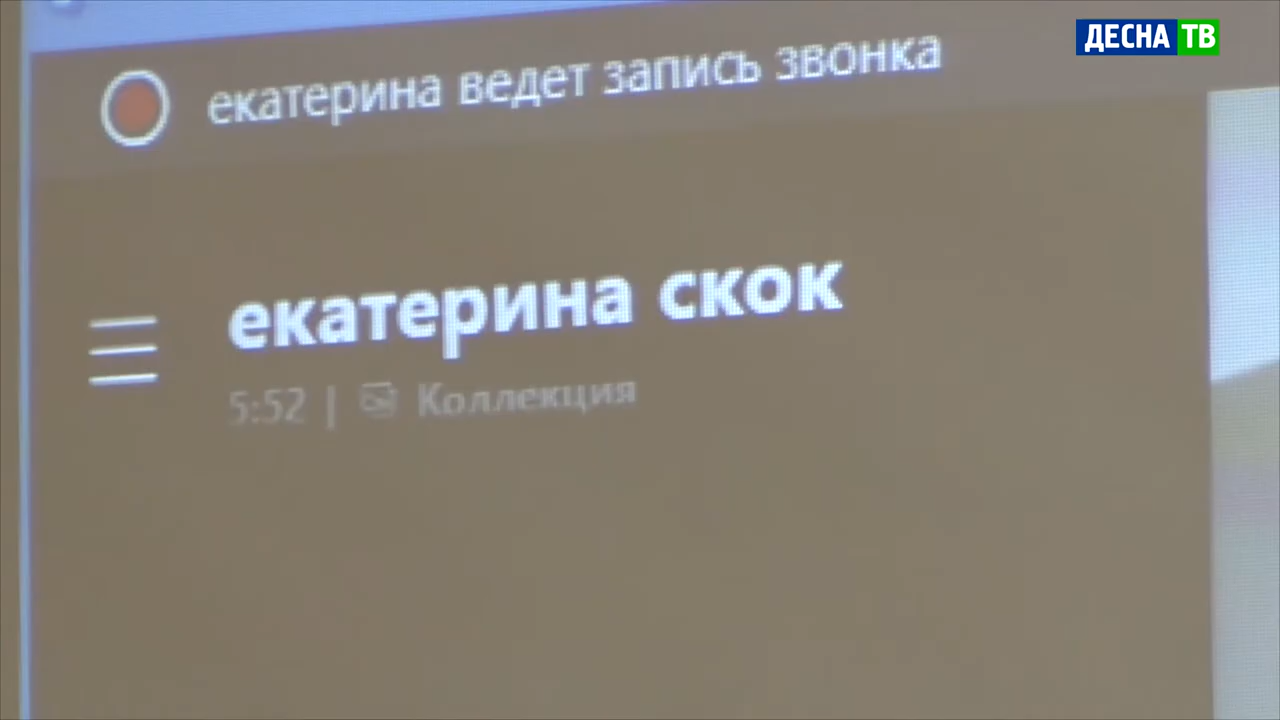 ДЕСНА ТВ
екатерина ведет запись звонка
екатерина скок
5:52 | Коллекция